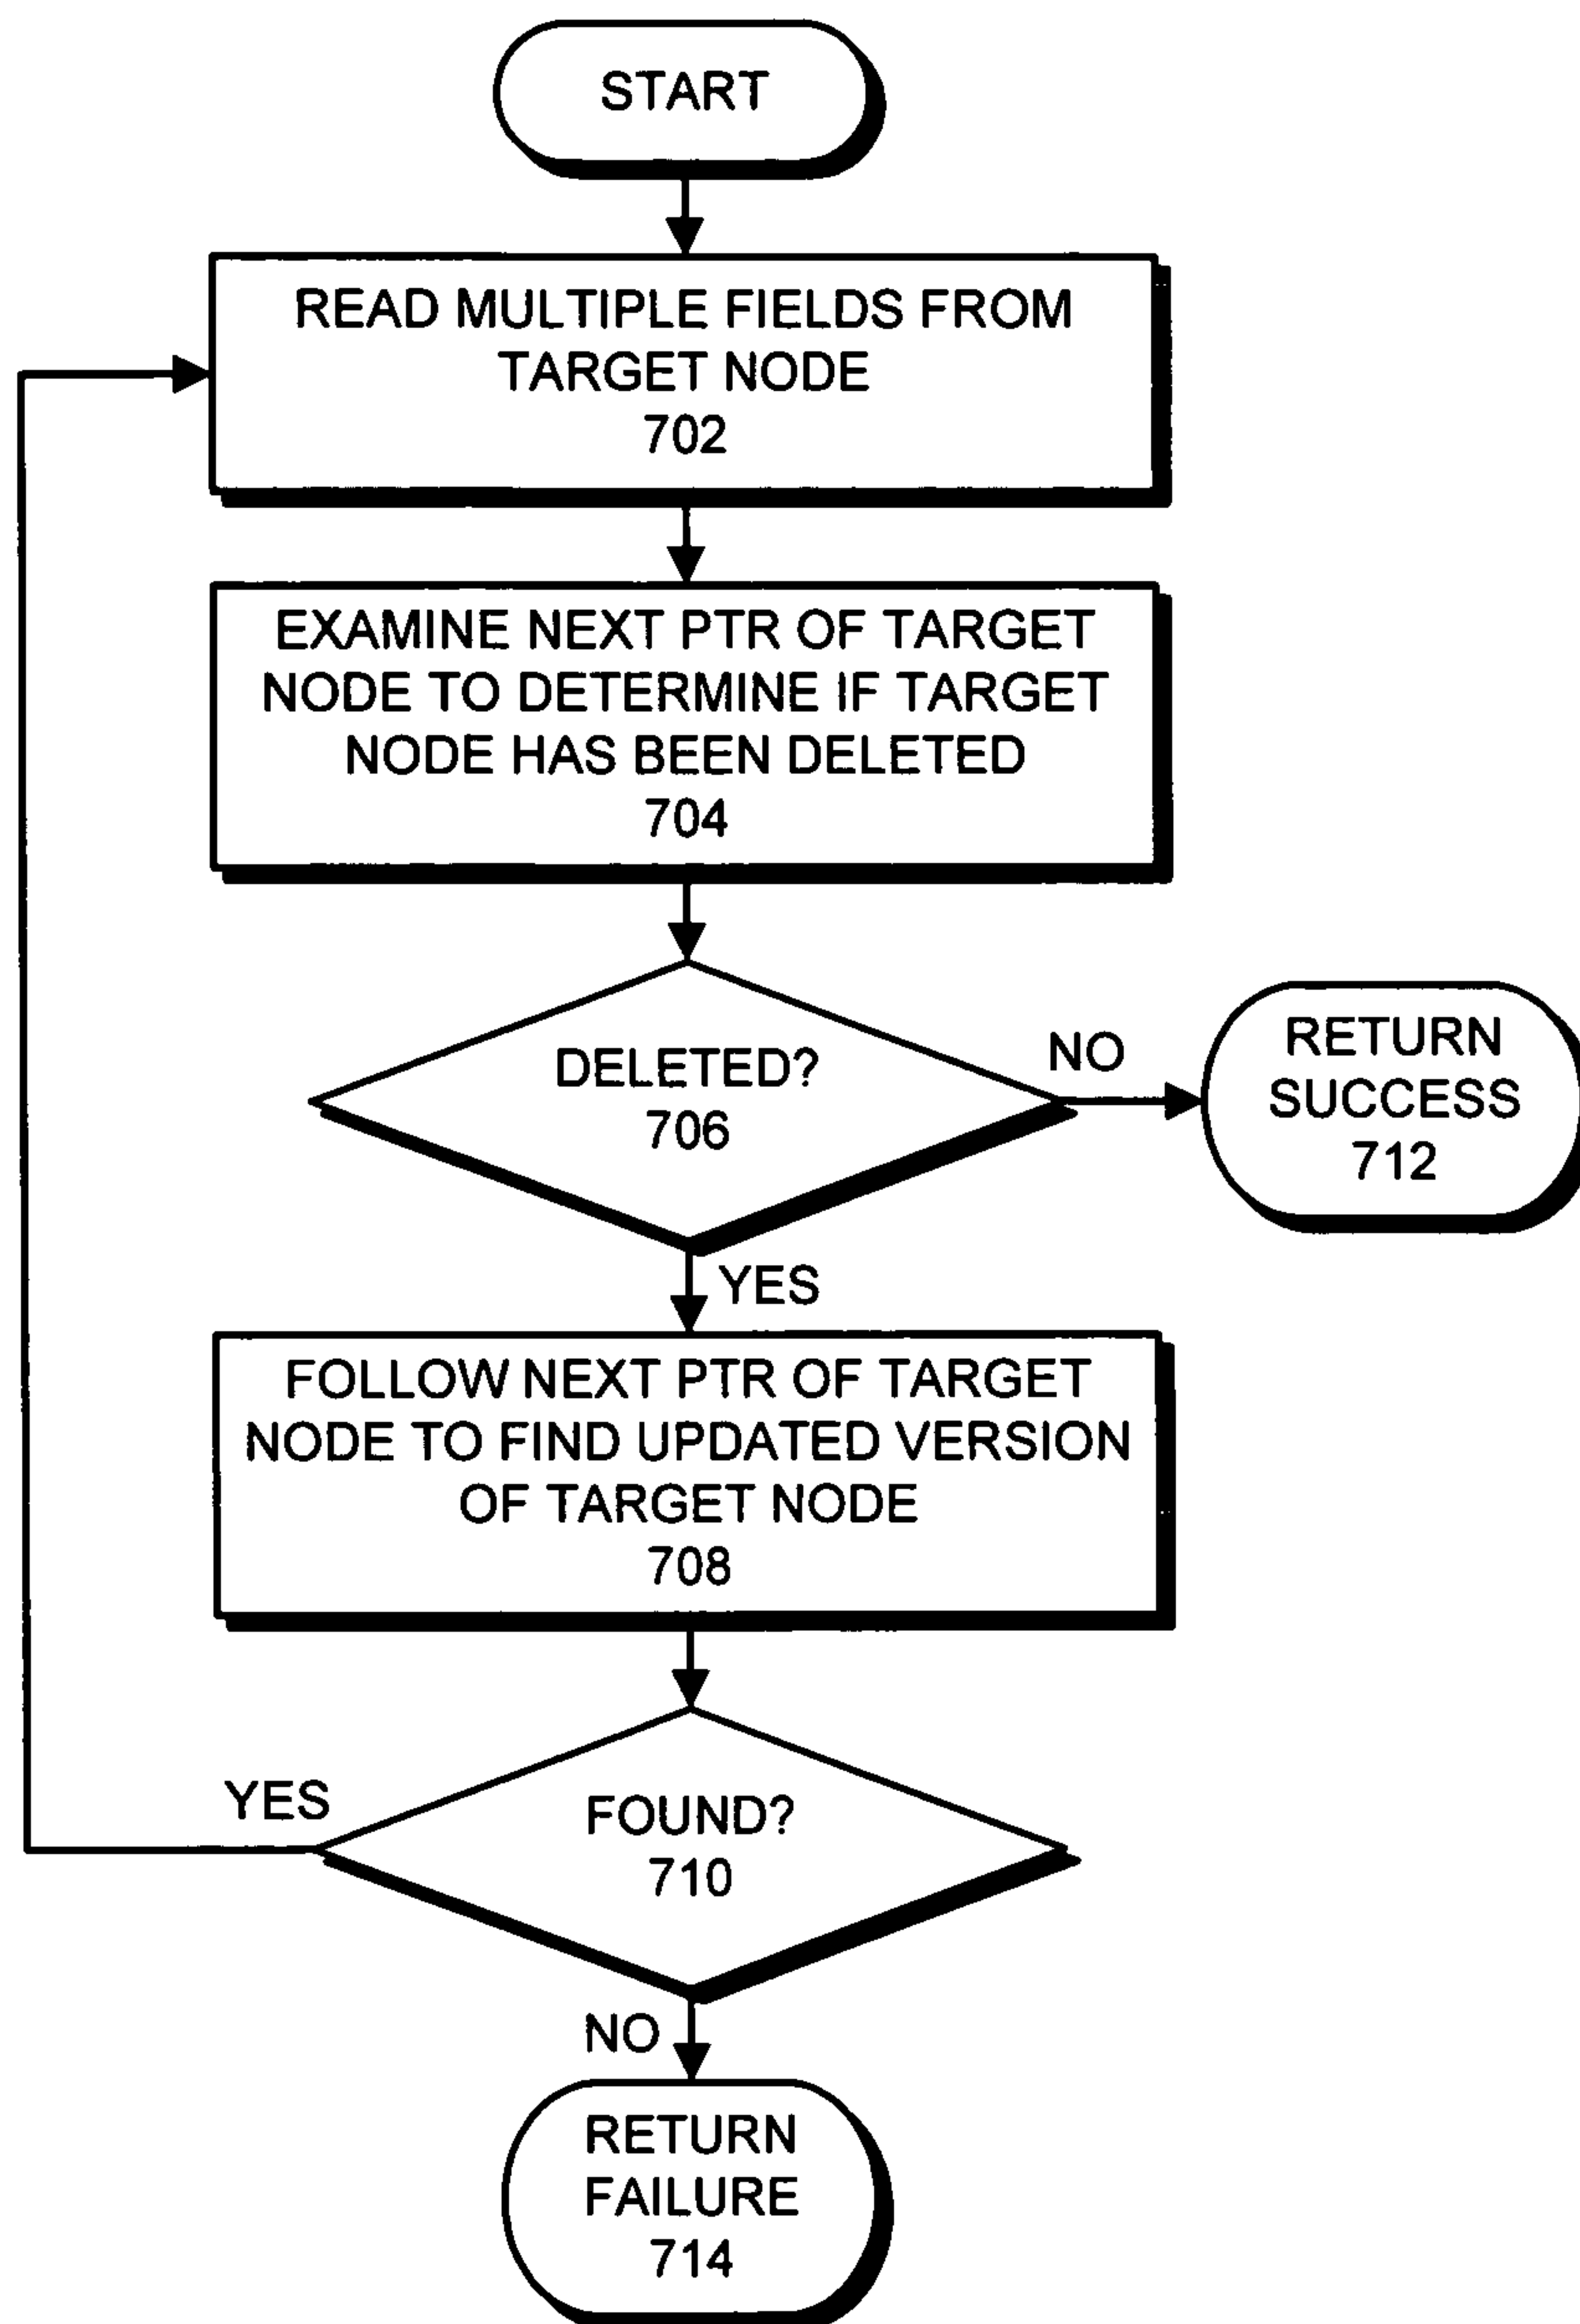 START
READ MULTIPLE FIELDS FROM
TARGET NODE
702
EXAMINE NEXT PTR OF TARGET
NODE TO DETERMINE IF TARGET
NODE HAS BEEN DELETED
704
DELETED?
706
NO
RETURN
SUCCESS
712
YES
FOLLOW NEXT PTR OF TARGET
NODE TO FIND UPDATED VERSION
OF TARGET NODE
708
YES
FOUND?
710
NO
RETURN
FAILURE
714